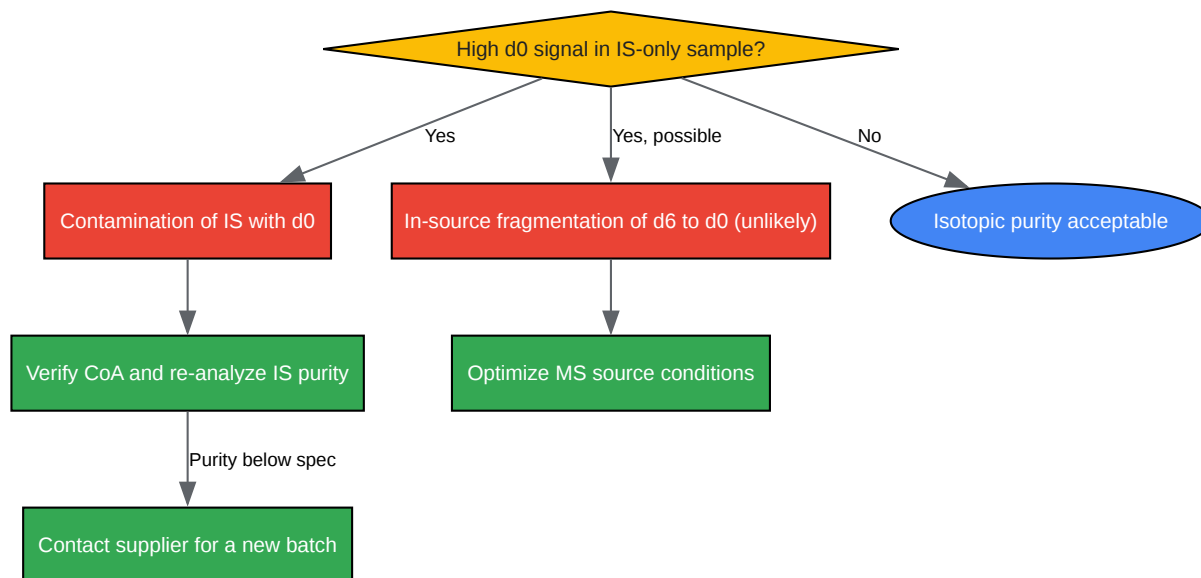 High d0 signal in IS-only sample?
Yes
Yes, possible
No
Contamination of IS with d0
In-source fragmentation of d6 to d0 (unlikely)
Isotopic purity acceptable
Verify CoA and re-analyze IS purity
Optimize MS source conditions
Purity below spec
Contact supplier for a new batch